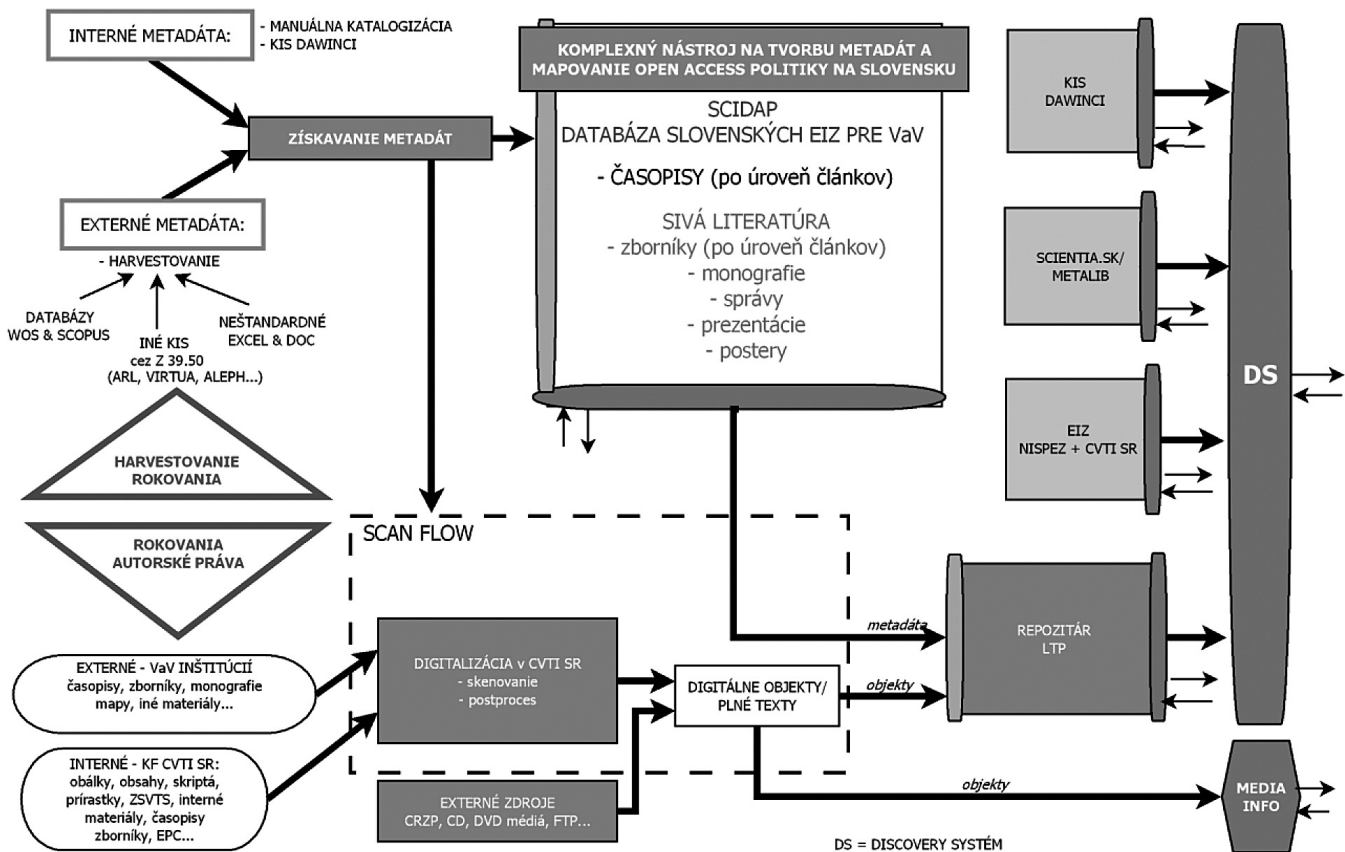 INTERNÉ METADÁTA:
- MANUÁLNA KATALOGIZÁCIA
- KIS DAWINCI
ZÍSKAVANIE METADÁT
EXTERNÉ METADÁTA:
- HARVESTOVANIE
DATABÁZY
WOS & SCOPUS
INÉ KIS
cez Z 39.50
(ARL, VIRTUA, ALEPH...)
NEŠTANDARDNÉ
EXCEL & DOC
HARVESTOVANIE
ROKOVANIA
ROKOVANIA
AUTORSKÉ PRÁVA
KOMPLEXNÝ NÁSTROJ NA TVORBU METADÁT A
MAPOVANIE OPEN ACCESS POLITIKY NA SLOVENSKU
SCIDAP
DATABÁZA SLOVENSKÝCH EIZ PRE VaV
- ČASOPISY (po úroveň článkov)
SIVÁ LITERATÚRA
- zborníky (po úroveň článkov)
- monografie
- správy
- prezentácie
- postery
KIS
DAWINCI
SCIENTIA.SK/
METALIB
EIZ
NISPEZ + CVTI SR
DS
SCAN FLOW
EXTERNÉ - VaV INŠTÚCIÍ
časopisy, zborníky, monografie
mapy, iné materiály...
INTERNÉ - KF CVTI SR:
obálky, obsahy, skriptá,
prírastky, ZSVTS, interné
materiály, časopisy
zborníky, EPC...
DIGITALIZÁCIA v CVTI SR
- skenovanie
- postproces
EXTERNÉ ZDROJE
CRZP, CD, DVD médiá, FTP...
DIGITÁLNE OBJEKTY/
PLNÉ TEXTY
metadáta
objekty
REPOZITÁR
LTP
objekty
MEDIA
INFO
DS = DISCOVERY SYSTÉM